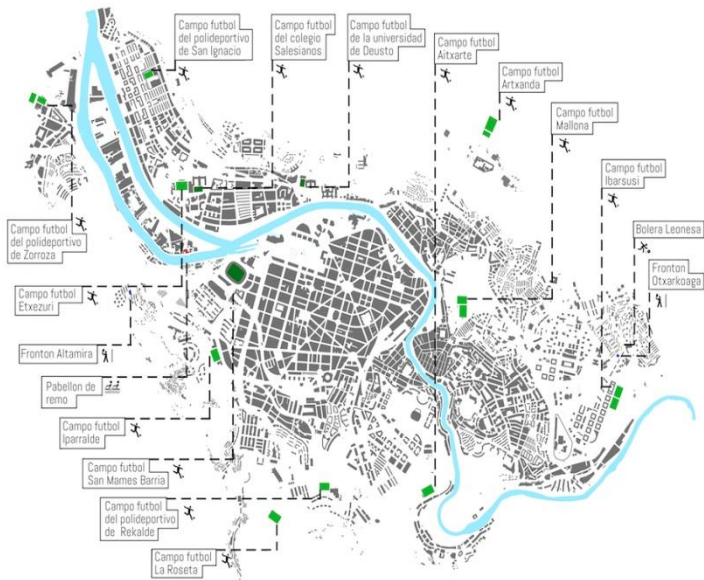 Campo futbol
del polideportivo
de San Ignacio
Campo futbol
del colegio
Salesianos
Campo futbol
de la universidad
de Deusto
Campo futbol
Aitxarte
Campo futbol
Artxanda
Campo futbol
Mallona
Campo futbol
Ibarsusi
Bolera Leonesa
Fronton
Otxarkoaga
Campo futbol
del polideportivo
de Zorroza
Campo futbol
Etxezuri
Fronton Altamira
Pabellon de
remo
Campo futbol
Iparralde
Campo futbol
San Mames Barria
Campo futbol
del polideportivo
de Rekalde
Campo futbol
La Roseta